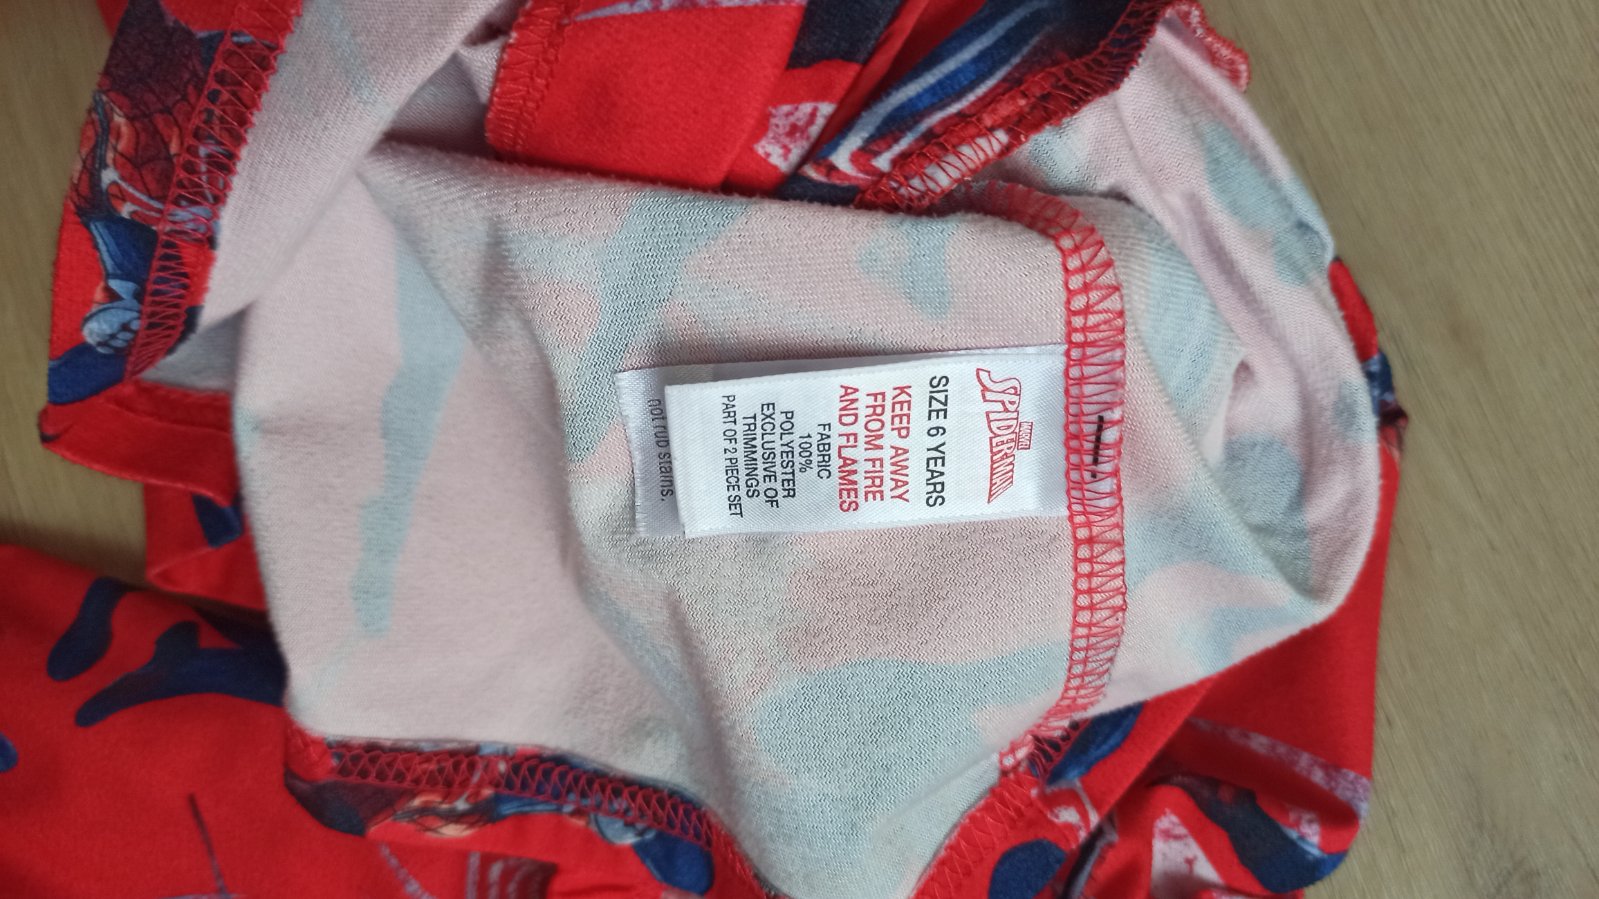 MARVEL
SPIDER-MAN
SIZE 6 YEARS
KEEP AWAY
FROM FIRE
AND FLAMES
FABRIC
100%
POLYESTER
EXCLUSIVE OF
TRIMMINGS
PART OF 2 PIECE SET
not rub stains.